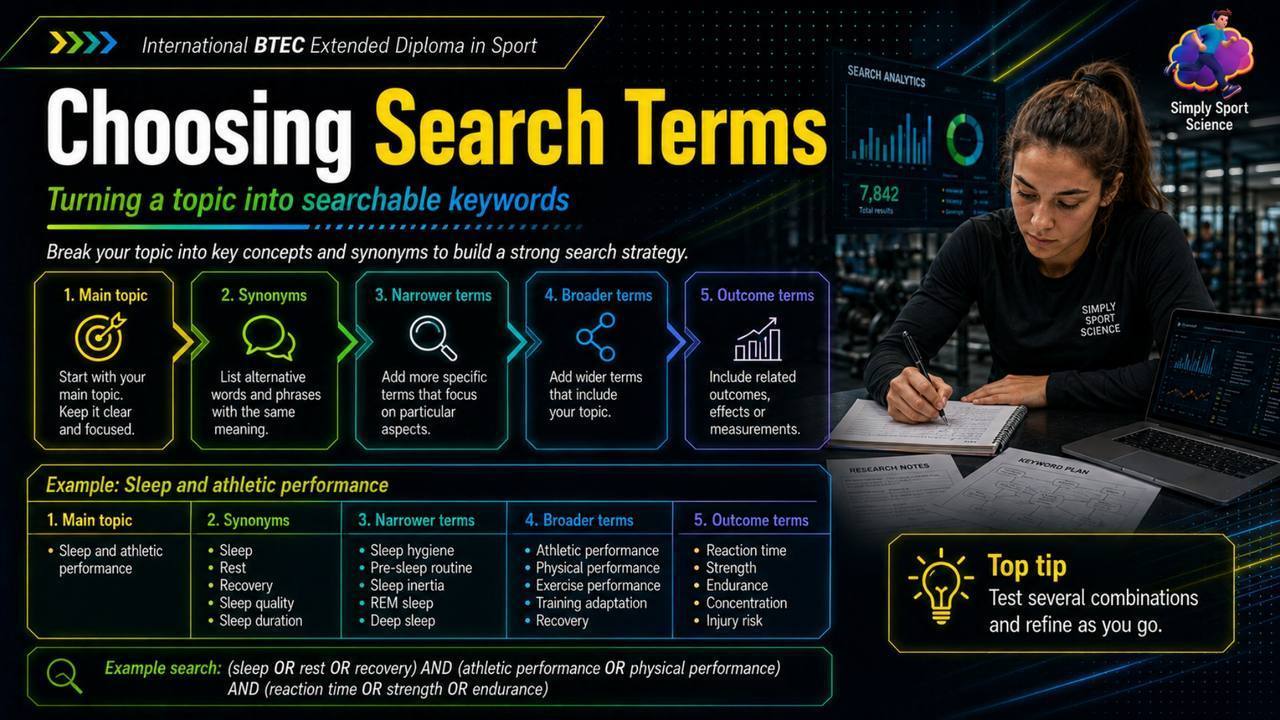 International BTEC Extended Diploma in Sport
Choosing Search Terms
Turning a topic into searchable keywords
Break your topic into key concepts and synonyms to build a strong search strategy.
1. Main topic
Start with your
main topic.
Keep it clear
and focused.
2. Synonyms
List alternative
words and phrases
with the same
meaning.
3. Narrower terms
Add more specific
terms that focus
on particular
aspects.
4. Broader terms
Add wider terms
that include
your topic.
5. Outcome terms
Include related
outcomes,
effects or
measurements.
Example: Sleep and athletic performance
1. Main topic
• Sleep and athletic
performance
2. Synonyms
• Sleep
• Rest
• Recovery
• Sleep quality
• Sleep duration
3. Narrower terms
• Sleep hygiene
• Pre-sleep routine
• Sleep inertia
• REM sleep
• Deep sleep
4. Broader terms
• Athletic performance
• Physical performance
• Exercise performance
• Training adaptation
• Recovery
5. Outcome terms
• Reaction time
• Strength
• Endurance
• Concentration
• Injury risk
Example search: (sleep OR rest OR recovery) AND (athletic performance OR physical performance)
AND (reaction time OR strength OR endurance)
SEARCH ANALYTICS
7,842
Total results
Simply Sport
Science
SIMPLY
SPORT
SCIENCE
RESEARCH NOTES
KEYWORD PLAN
Top tip
Test several combinations
and refine as you go.